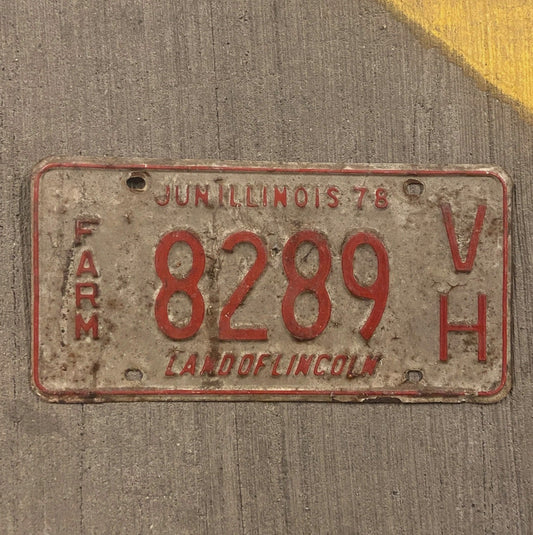 JUN ILLINOIS 78
FARM
8289
VH
LAND OF LINCOLN